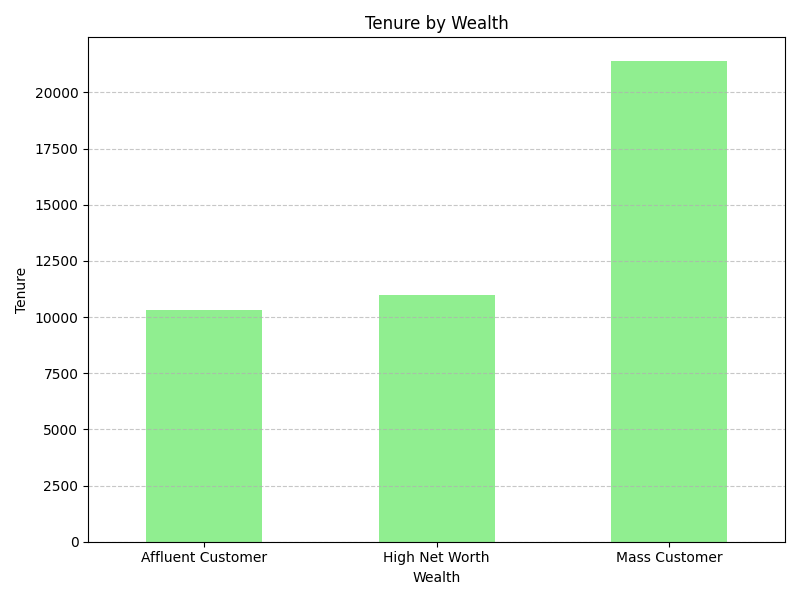 Tenure by Wealth
Tenure
20000
17500
15000
12500
10000
7500
5000
2500
0
Affluent Customer
High Net Worth
Mass Customer
Wealth